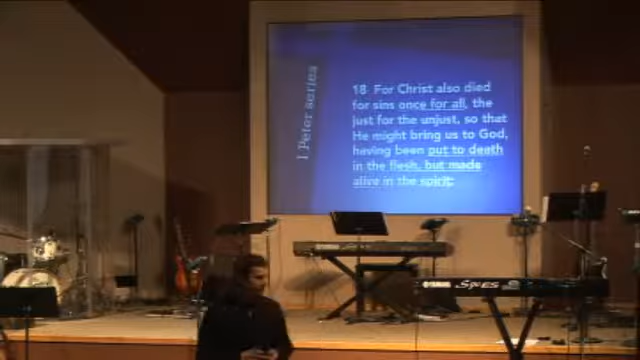 I Peter series
18 For Christ also died
for sins once for all, the
just for the unjust, so that
He might bring us to God,
having been put to death
in the flesh, but made
alive in the spirit;
YAMAHA